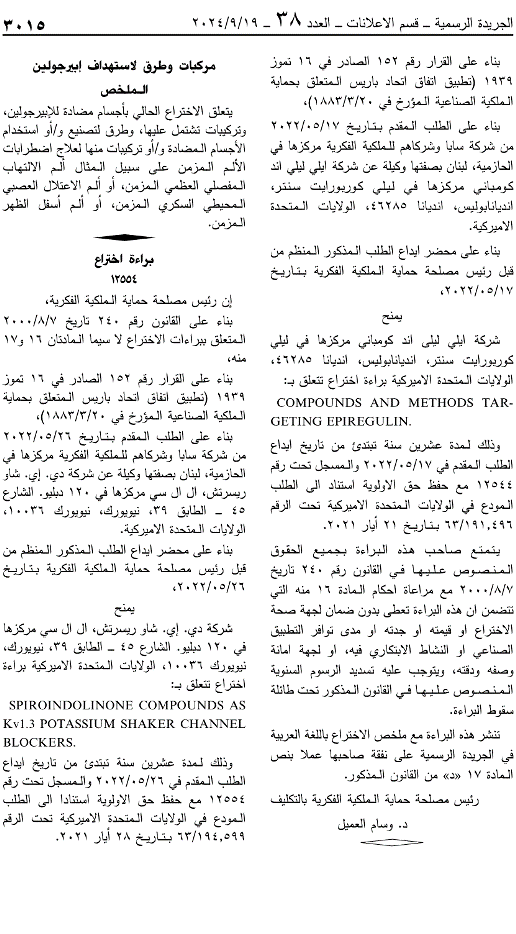 الجريدة الرسمية – قسم الاعلانات – العدد ٣٨ – ٢٠٢٤/٩/١٩
٣٠١٥
بناء على القرار رقم ١٥٢ الصادر في ١٦ تموز
١٩٣٩ (تطبيق اتفاق اتحاد باريس المتعلق بحماية
الملكية الصناعية المؤرخ في ١٨٨٣/٣/٢٠)،
بناء على الطلب المقدم بتاريخ ٢٠٢٢/٠٥/١٧
من شركة سابا وشركاهم للملكية الفكرية مركزها في
الحازمية، لبنان بصفتها وكيلة عن شركة ايلي ليلي اند
كومباني مركزها في ليلي كوربورايت سنتر،
انديانابوليس، انديانا ٤٦٢٨٥، الولايات المتحدة
الاميركية.
بناء على محضر ايداع الطلب المذكور المنظم من
قبل رئيس مصلحة حماية الملكية الفكرية بتاريخ
٢٠٢٢/٠٥/١٧،
يمنح
شركة ايلي ليلي اند كومباني مركزها في ليلي
كوربورايت سنتر، انديانابوليس، انديانا ٤٦٢٨٥،
الولايات المتحدة الاميركية براءة اختراع تتعلق بـ:
COMPOUNDS AND METHODS TAR-
GETING EPIREGULIN.
وذلك لمدة عشرين سنة تبتدئ من تاريخ ايداع
الطلب المقدم في ٢٠٢٢/٠٥/١٧ والمسجل تحت رقم
١٢٥٤٤ مع حفظ حق الاولوية استناد الى الطلب
المودع في الولايات المتحدة الاميركية تحت الرقم
٦٣/١٩١,٤٩٦ بتاريخ ٢١ أيار ٢٠٢١.
يتمتع صاحب هذه البراءة بجميع الحقوق
المنصوص عليها في القانون رقم ٢٤٠ تاريخ
٢٠٠٠/٨/٧ مع مراعاة احكام المادة ١٦ منه التي
تتضمن ان هذه البراءة تعطى بدون ضمان لجهة صحة
الاختراع او قيمته او جدته او مدى توافر التطبيق
الصناعي او النشاط الابتكاري فيه، او لجهة امانة
وصفه ودقته، ويتوجب عليه تسديد الرسوم السنوية
المنصوص عليها في القانون المذكور تحت طائلة
سقوط البراءة.
تنشر هذه البراءة مع ملخص الاختراع باللغة العربية
في الجريدة الرسمية على نفقة صاحبها عملا بنص
المادة ١٧ «د» من القانون المذكور.
رئيس مصلحة حماية الملكية الفكرية بالتكليف
د. وسام العميل
مركبات وطرق لاستهداف إبيرجولين
الملخص
يتعلق الاختراع الحالي بأجسام مضادة للإبيرجولين،
وتركيبات تشتمل عليها، وطرق لتصنيع و/أو استخدام
الأجسام المضادة و/أو تركيبات منها لعلاج اضطرابات
الألم المزمن على سبيل المثال ألم الالتهاب
المفصلي العظمي المزمن، أو ألم الاعتلال العصبي
المحيطي السكري المزمن، أو ألم أسفل الظهر
المزمن.
براءة اختراع
١٢٥٥٤
إن رئيس مصلحة حماية الملكية الفكرية،
بناء على القانون رقم ٢٤٠ تاريخ ٢٠٠٠/٨/٧
المتعلق ببراءات الاختراع لا سيما المادتان ١٦ و١٧
منه،
بناء على القرار رقم ١٥٢ الصادر في ١٦ تموز
١٩٣٩ (تطبيق اتفاق اتحاد باريس المتعلق بحماية
الملكية الصناعية المؤرخ في ١٨٨٣/٣/٢٠)،
بناء على الطلب المقدم بتاريخ ٢٠٢٢/٠٥/٢٦
من شركة سابا وشركاهم للملكية الفكرية مركزها في
الحازمية، لبنان بصفتها وكيلة عن شركة دي. إي. شاو
ريسرتش، ال ال سي مركزها في ١٢٠ دبليو. الشارع
٤٥ – الطابق ٣٩، نيويورك، نيويورك ١٠٠٣٦،
الولايات المتحدة الاميركية.
بناء على محضر ايداع الطلب المذكور المنظم من
قبل رئيس مصلحة حماية الملكية الفكرية بتاريخ
٢٠٢٢/٠٥/٢٦،
يمنح
شركة دي. إي. شاو ريسرتش، ال ال سي مركزها
في ١٢٠ دبليو. الشارع ٤٥ – الطابق ٣٩، نيويورك،
نيويورك ١٠٠٣٦، الولايات المتحدة الاميركية براءة
اختراع تتعلق بـ:
SPIROINDOLINONE COMPOUNDS AS
Kv1.3 POTASSIUM SHAKER CHANNEL
BLOCKERS.
وذلك لمدة عشرين سنة تبتدئ من تاريخ ايداع
الطلب المقدم في ٢٠٢٢/٠٥/٢٦ والمسجل تحت رقم
١٢٥٥٤ مع حفظ حق الاولوية استنادا الى الطلب
المودع في الولايات المتحدة الاميركية تحت الرقم
٦٣/١٩٤,٥٩٩ بتاريخ ٢٨ أيار ٢٠٢١.